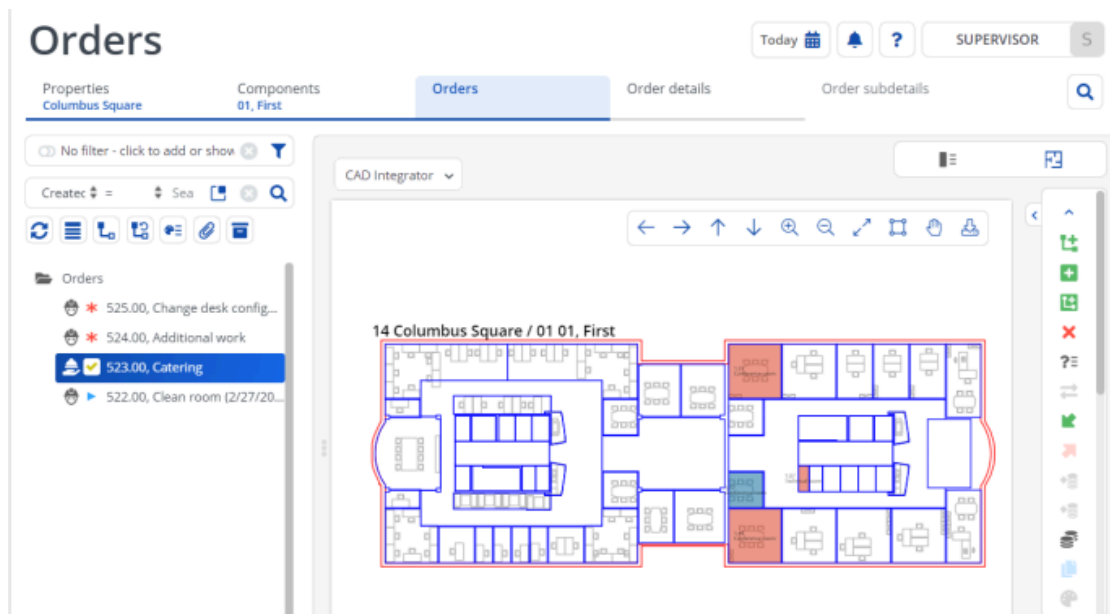 Orders
Today
?
SUPERVISOR
S
Properties
Columbus Square
Components
01, First
Orders
Order details
Order subdetails
No filter - click to add or show
CAD Integrator
Createc
=
Sea
Orders
525.00, Change desk config...
524.00, Additional work
523.00, Catering
522.00, Clean room (2/27/20...
14 Columbus Square / 01 01, First